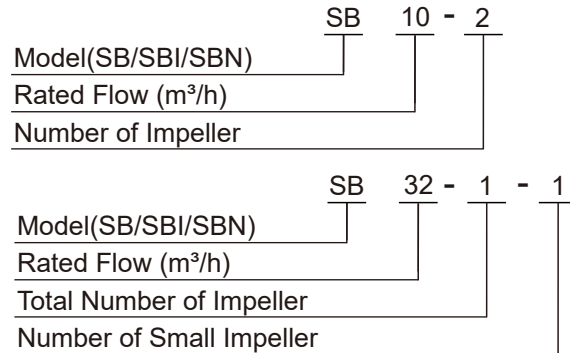 SB 10 - 2
Model(SB/SBI/SBN)
Rated Flow (m³/h)
Number of Impeller
SB 32 - 1 - 1
Model(SB/SBI/SBN)
Rated Flow (m³/h)
Total Number of Impeller
Number of Small Impeller